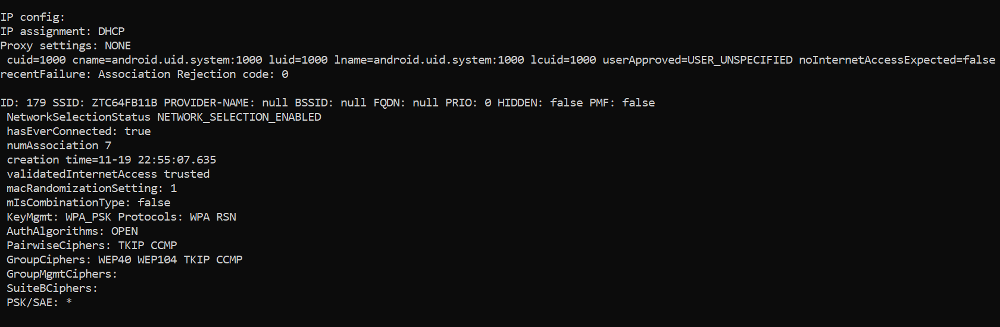 IP config:
IP assignment: DHCP
Proxy settings: NONE
cuid=1000 cname=android.uid.system:1000 luid=1000 lname=android.uid.system:1000 lcuid=1000 userApproved=USER_UNSPECIFIED noInternetAccessExpected=false
recentFailure: Association Rejection code: 0
ID: 179 SSID: ZTC64FB11B PROVIDER-NAME: null BSSID: null FQDN: null PRIO: 0 HIDDEN: false PMF: false
NetworkSelectionStatus NETWORK_SELECTION_ENABLED
hasEverConnected: true
numAssociation 7
creation time=11-19 22:55:07.635
validatedInternetAccess trusted
macRandomizationSetting: 1
mIsCombinationType: false
KeyMgmt: WPA_PSK Protocols: WPA RSN
AuthAlgorithms: OPEN
PairwiseCiphers: TKIP CCMP
GroupCiphers: WEP40 WEP104 TKIP CCMP
GroupMgmtCiphers:
SuiteBCiphers:
PSK/SAE: *